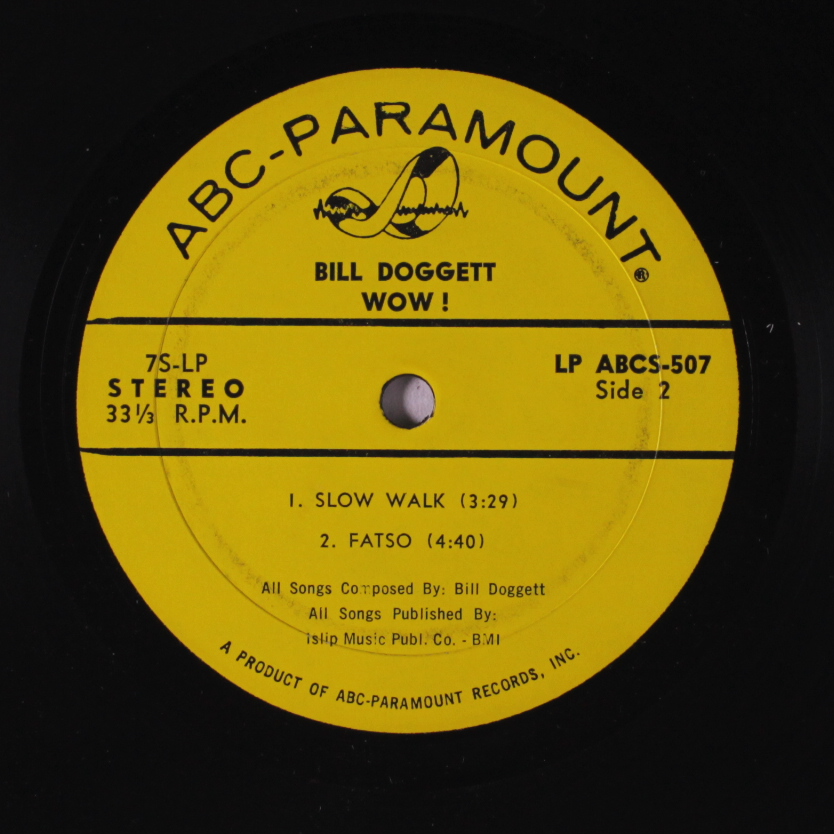 ABC-PARAMOUNT®
BILL DOGGETT
WOW!
7S-LP
STEREO
33⅓ R.P.M.
LP ABCS-507
Side 2
1. SLOW WALK (3:29)
2. FATSO (4:40)
All Songs Composed By: Bill Doggett
All Songs Published By:
Islip Music Publ. Co. - BMI
A PRODUCT OF ABC-PARAMOUNT RECORDS, INC.